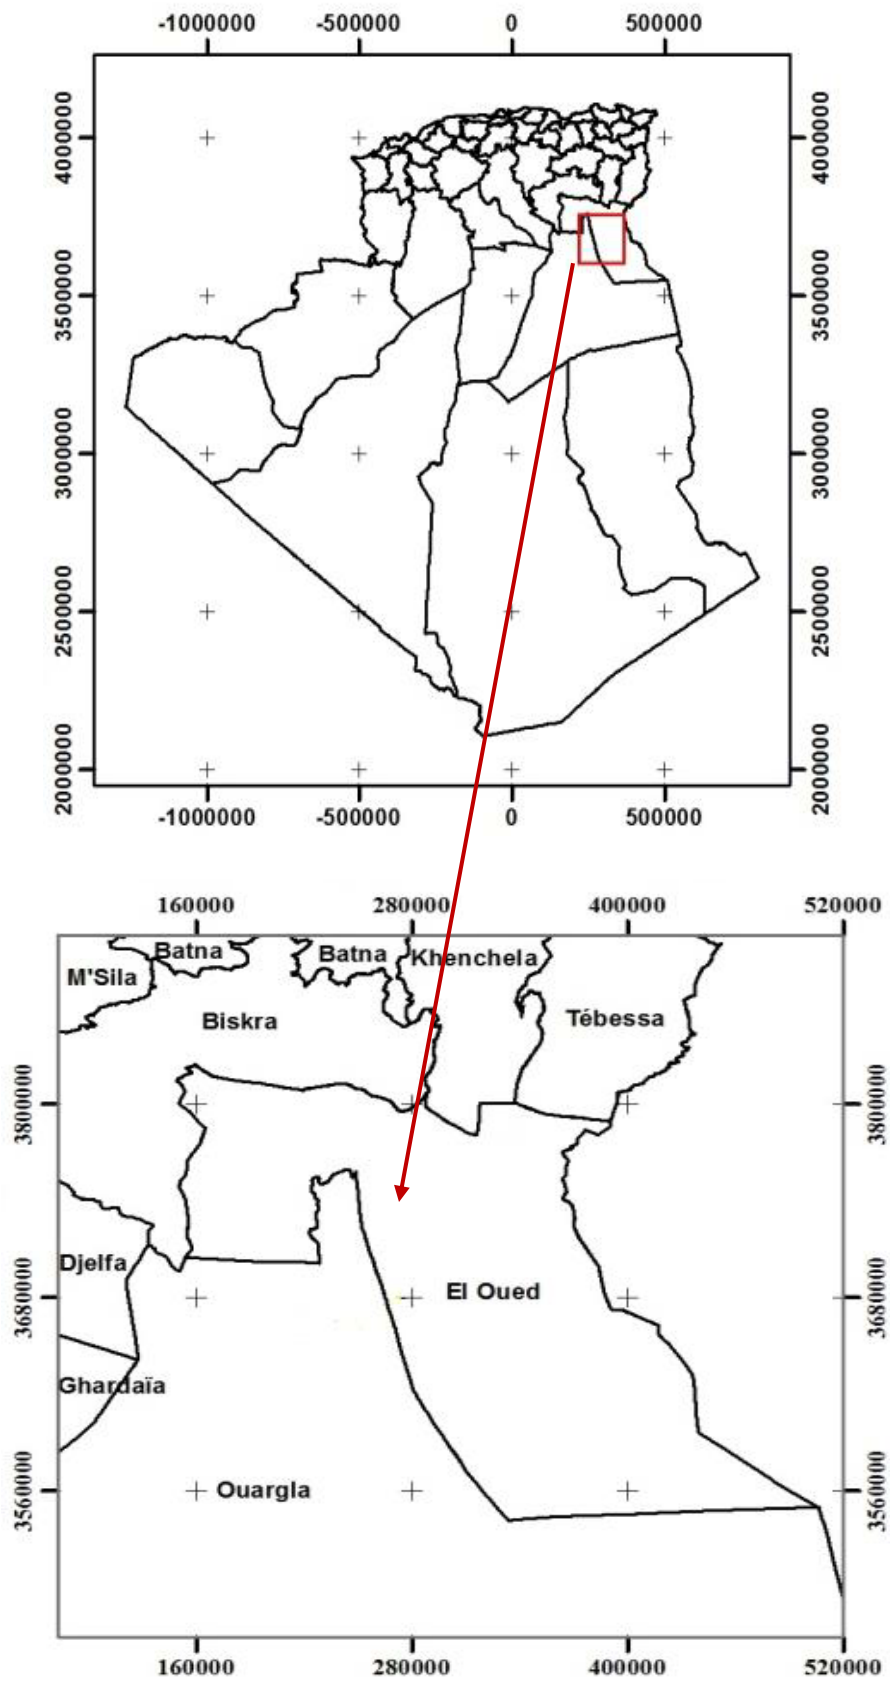 -1000000 -500000 0 500000
4000000 4000000
3500000 3500000
3000000 3000000
2500000 2500000
2000000 2000000
-1000000 -500000 0 500000
160000 280000 400000 520000
Batna Batna Khenchela
M'Sila
Biskra Tébessa
3800000 3800000
Djelfa
El Oued
3680000 3680000
Ghardaïa
Ouargla
3560000 3560000
160000 280000 400000 520000